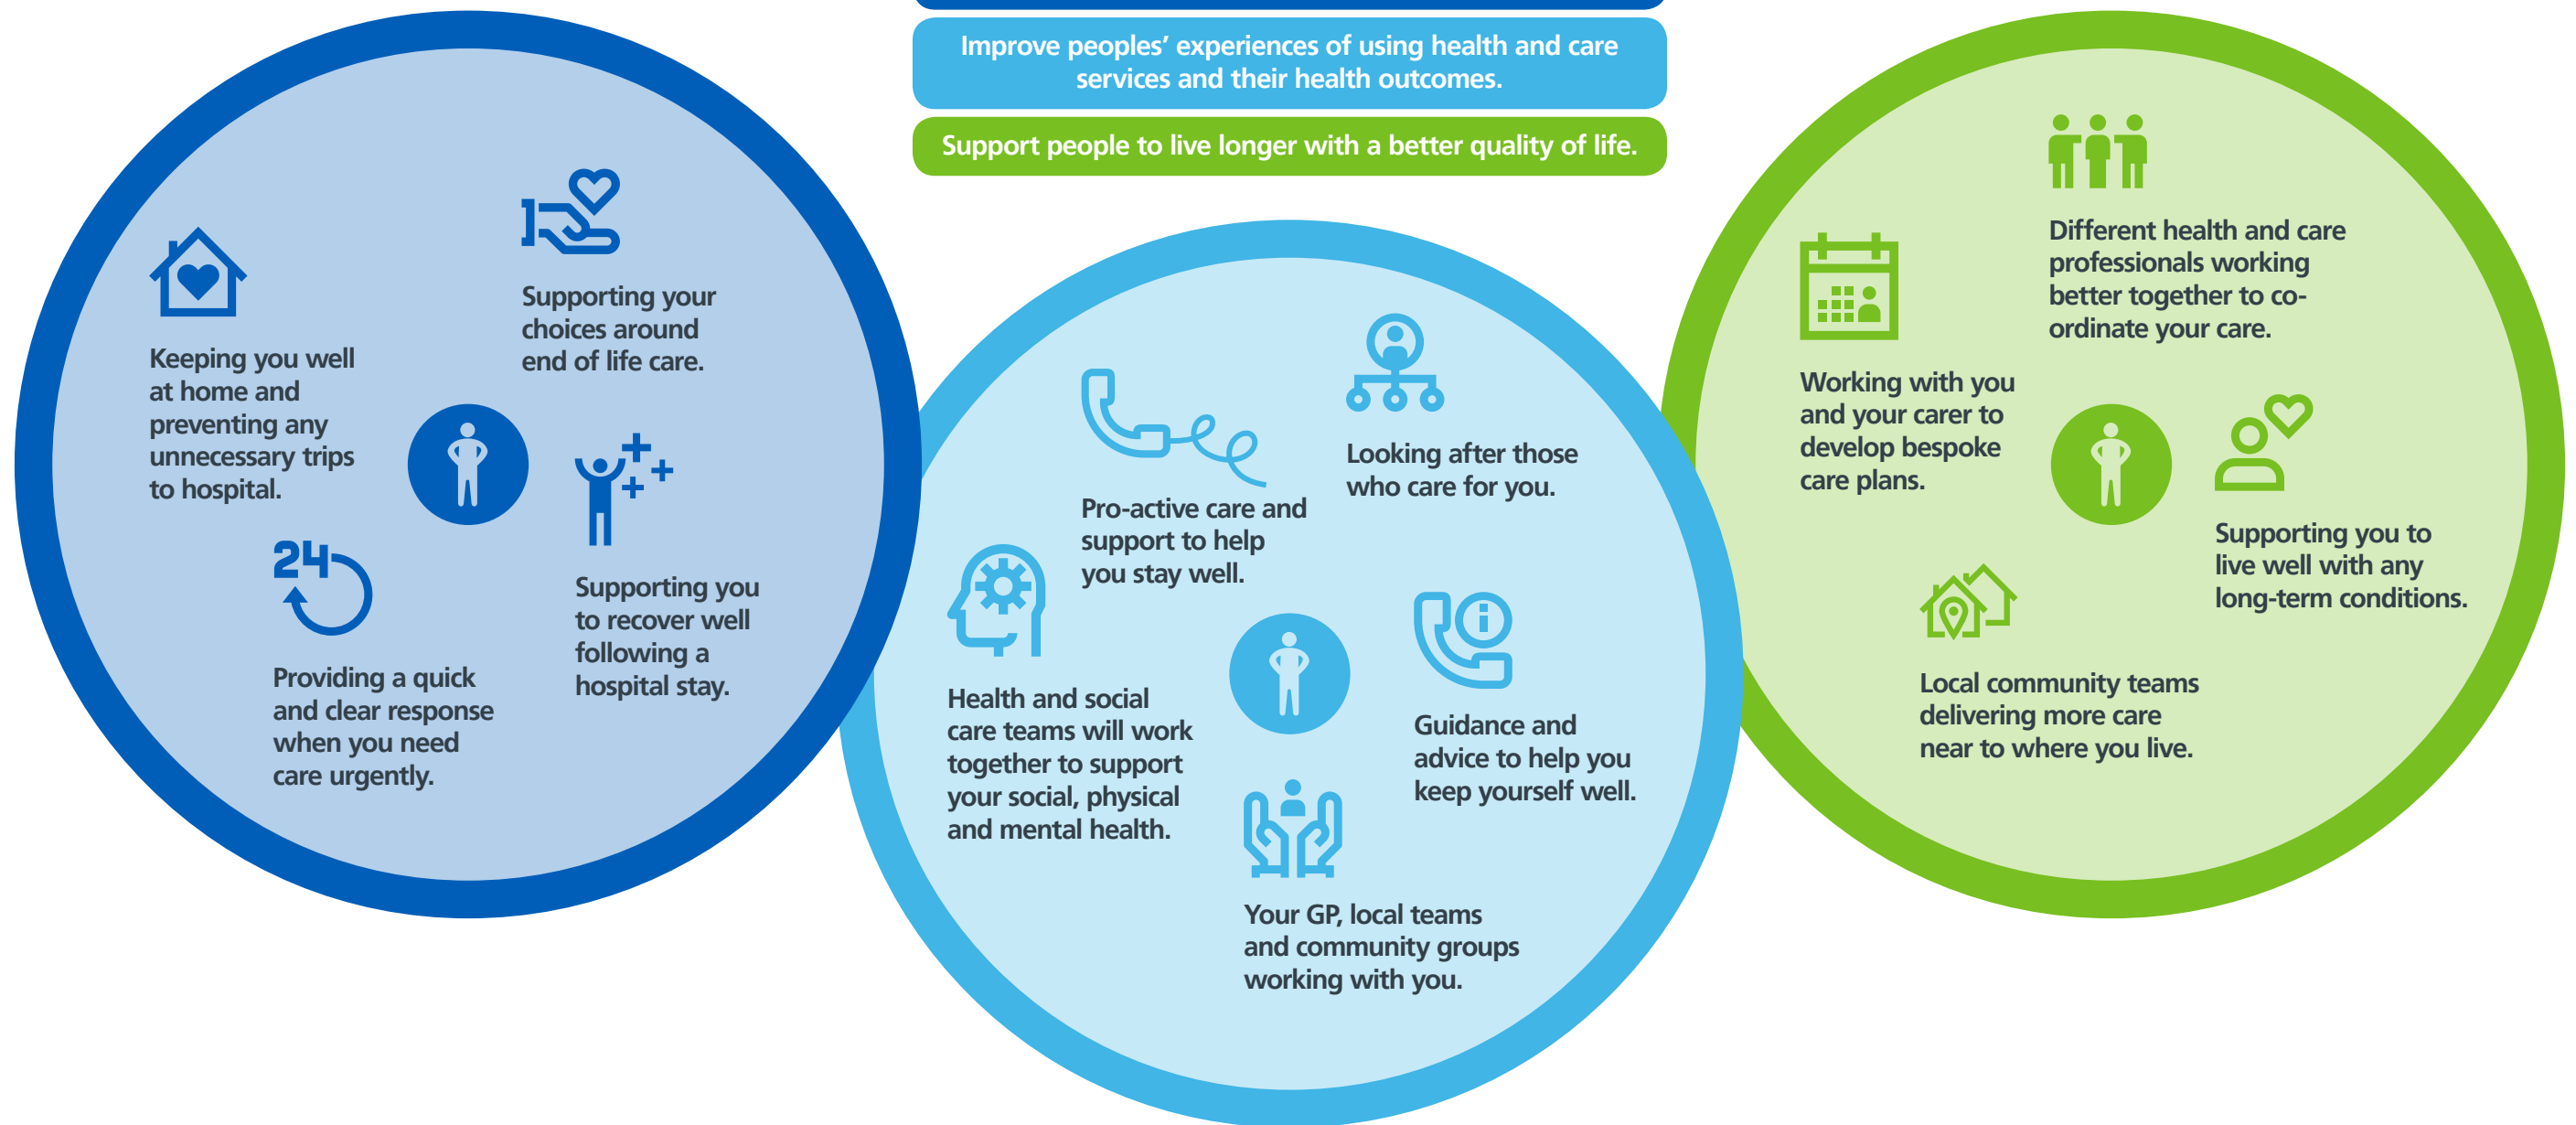 Improve peoples’ experiences of using health and care
services and their health outcomes.
Support people to live longer with a better quality of life.
Supporting your
choices around
end of life care.
Keeping you well
at home and
preventing any
unnecessary trips
to hospital.
Supporting you
to recover well
following a
hospital stay.
24
Providing a quick
and clear response
when you need
care urgently.
Looking after those
who care for you.
Pro-active care and
support to help
you stay well.
Health and social
care teams will work
together to support
your social, physical
and mental health.
i
Guidance and
advice to help you
keep yourself well.
Your GP, local teams
and community groups
working with you.
Different health and care
professionals working
better together to co-
ordinate your care.
Working with you
and your carer to
develop bespoke
care plans.
Supporting you to
live well with any
long-term conditions.
Local community teams
delivering more care
near to where you live.